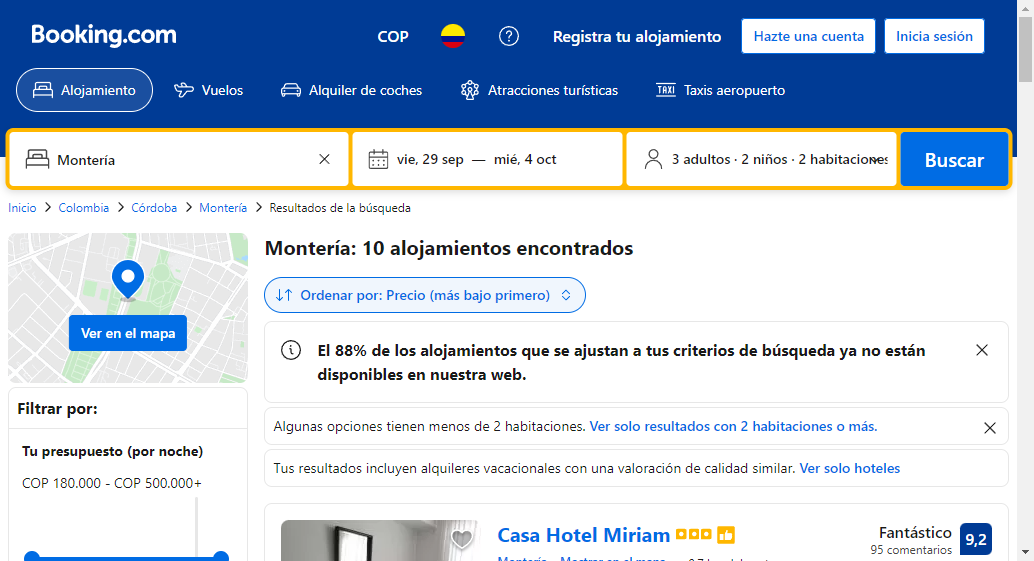 Booking.com
COP
Registra tu alojamiento
Hazte una cuenta
Inicia sesión
Alojamiento
Vuelos
Alquiler de coches
Atracciones turísticas
TAXI
Taxis aeropuerto
Montería
vie, 29 sep — mié, 4 oct
3 adultos · 2 niños · 2 habitaciones
Buscar
Inicio > Colombia > Córdoba > Montería > Resultados de la búsqueda
Ver en el mapa
Filtrar por:
Tu presupuesto (por noche)
COP 180.000 - COP 500.000+
Montería: 10 alojamientos encontrados
Ordenar por: Precio (más bajo primero)
El 88% de los alojamientos que se ajustan a tus criterios de búsqueda ya no están
disponibles en nuestra web.
Algunas opciones tienen menos de 2 habitaciones. Ver solo resultados con 2 habitaciones o más.
Tus resultados incluyen alquileres vacacionales con una valoración de calidad similar. Ver solo hoteles
Casa Hotel Miriam
Fantástico
95 comentarios
9,2
Montería Mostrar en el mapa